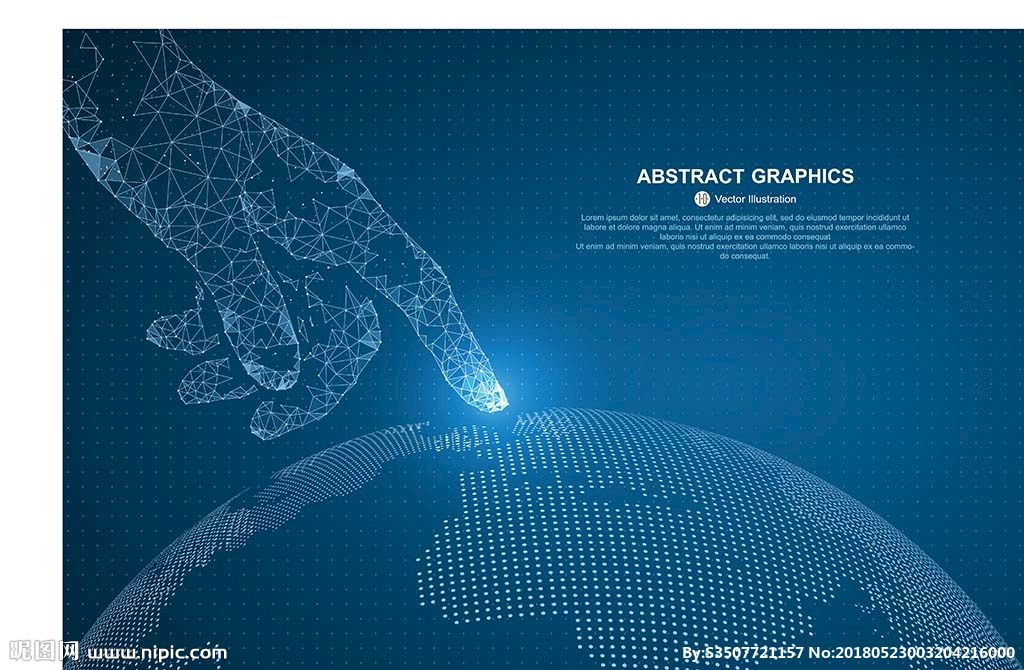 ABSTRACT GRAPHICS
Vector Illustration
Lorem ipsum dolor sit amet, consectetur adipisicing elit, sed do eiusmod tempor incididunt ut
labore et dolore magna aliqua. Ut enim ad minim veniam, quis nostrud exercitation ullamco
laboris nisi ut aliquip ex ea commodo consequat
Ut enim ad minim veniam, quis nostrud exercitation ullamco laboris nisi ut aliquip ex ea commo-
do consequat.
昵图网 www.nipic.com
By:53507721157 No:20180523003204216000